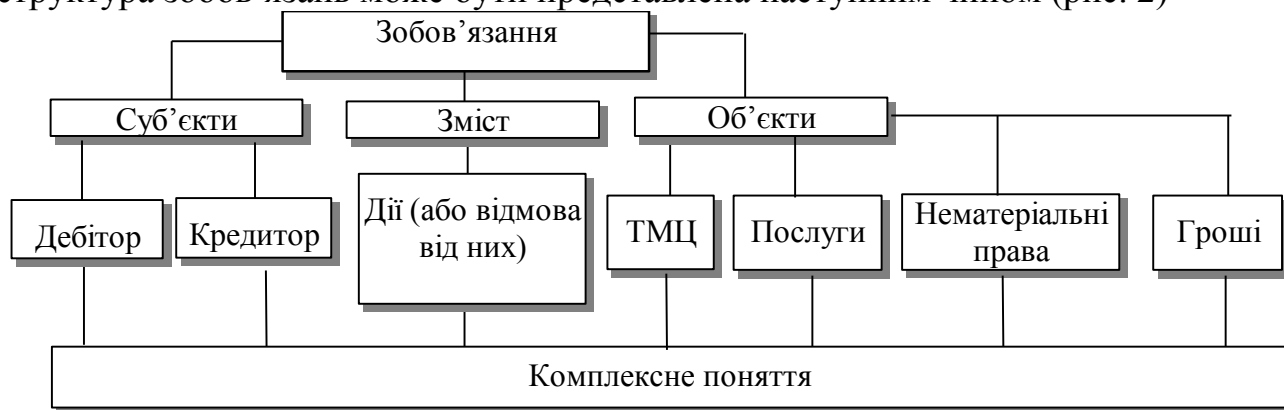 структура зобов'язань може бути представлена наступним чином (рис. 2)
Зобов’язання
Суб’єкти
Зміст
Об’єкти
Дебітор
Кредитор
Дії (або відмова
від них)
ТМЦ
Послуги
Нематеріальні
права
Гроші
Комплексне поняття